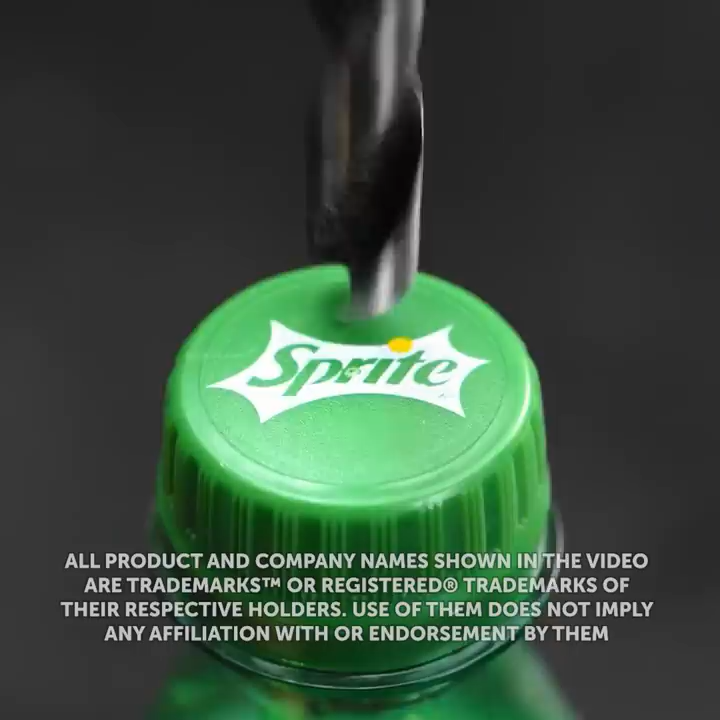 Sprite
ALL PRODUCT AND COMPANY NAMES SHOWN IN THE VIDEO
ARE TRADEMARKS™ OR REGISTERED® TRADEMARKS OF
THEIR RESPECTIVE HOLDERS. USE OF THEM DOES NOT IMPLY
ANY AFFILIATION WITH OR ENDORSEMENT BY THEM